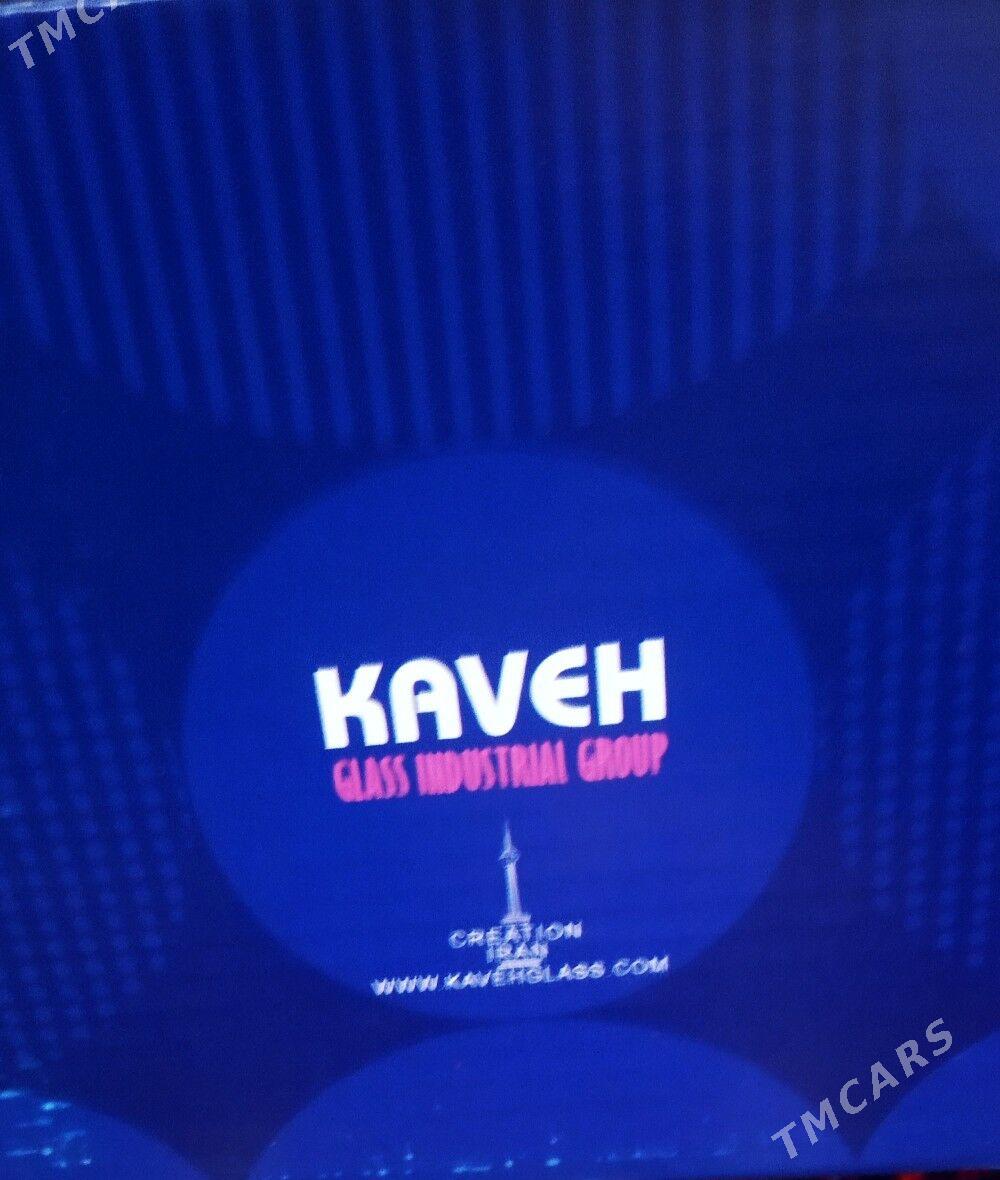 TMC
KAVEH
GLASS INDUSTRIAL GROUP
CREATION
IRAN
WWW.KAVEHGLASS.COM
TMCARS